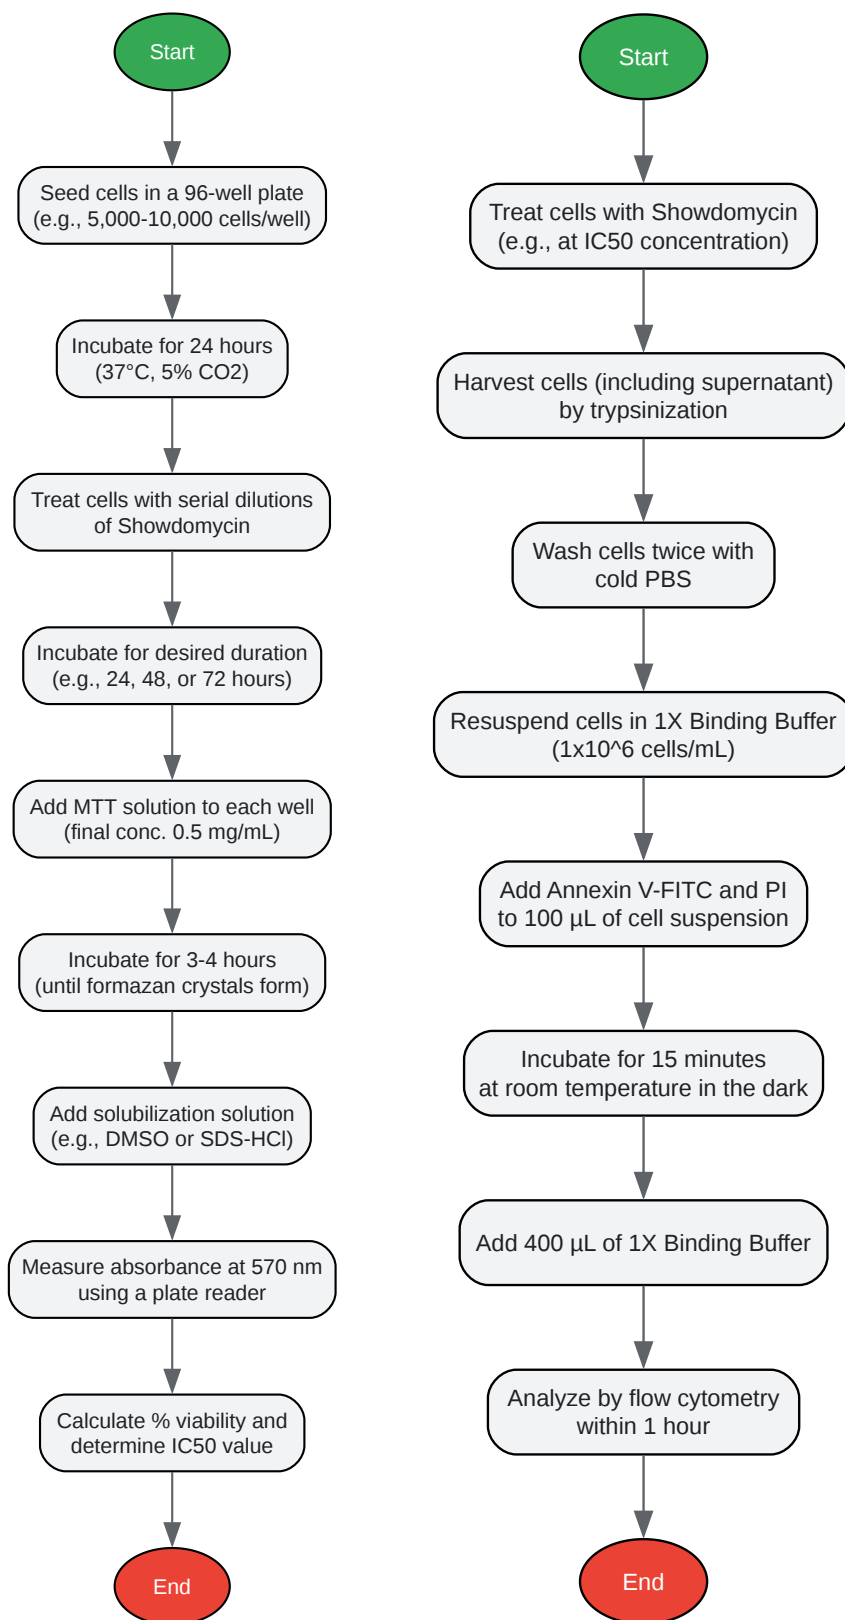 Start
Seed cells in a 96-well plate
(e.g., 5,000-10,000 cells/well)
Incubate for 24 hours
(37°C, 5% CO2)
Treat cells with serial dilutions
of Showdomycin
Incubate for desired duration
(e.g., 24, 48, or 72 hours)
Add MTT solution to each well
(final conc. 0.5 mg/mL)
Incubate for 3-4 hours
(until formazan crystals form)
Add solubilization solution
(e.g., DMSO or SDS-HCl)
Measure absorbance at 570 nm
using a plate reader
Calculate % viability and
determine IC50 value
End
Start
Treat cells with Showdomycin
(e.g., at IC50 concentration)
Harvest cells (including supernatant)
by trypsinization
Wash cells twice with
cold PBS
Resuspend cells in 1X Binding Buffer
(1x10^6 cells/mL)
Add Annexin V-FITC and PI
to 100 µL of cell suspension
Incubate for 15 minutes
at room temperature in the dark
Add 400 µL of 1X Binding Buffer
Analyze by flow cytometry
within 1 hour
End